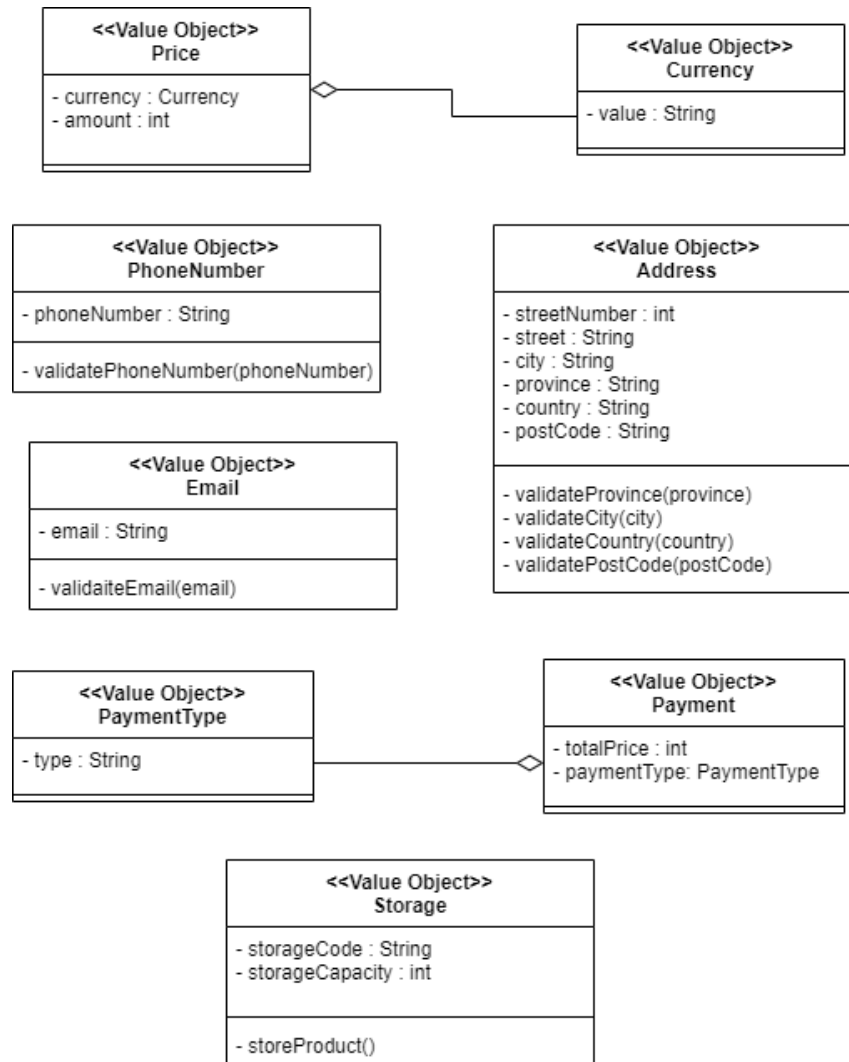 <<Value Object>>
Price
- currency : Currency
- amount : int
<<Value Object>>
Currency
- value : String
<<Value Object>>
PhoneNumber
- phoneNumber : String
- validatePhoneNumber(phoneNumber)
<<Value Object>>
Address
- streetNumber : int
- street : String
- city : String
- province : String
- country : String
- postCode : String
- validateProvince(province)
- validateCity(city)
- validateCountry(country)
- validatePostCode(postCode)
<<Value Object>>
Email
- email : String
- validaiteEmail(email)
<<Value Object>>
PaymentType
- type : String
<<Value Object>>
Payment
- totalPrice : int
- paymentType: PaymentType
<<Value Object>>
Storage
- storageCode : String
- storageCapacity : int
- storeProduct()